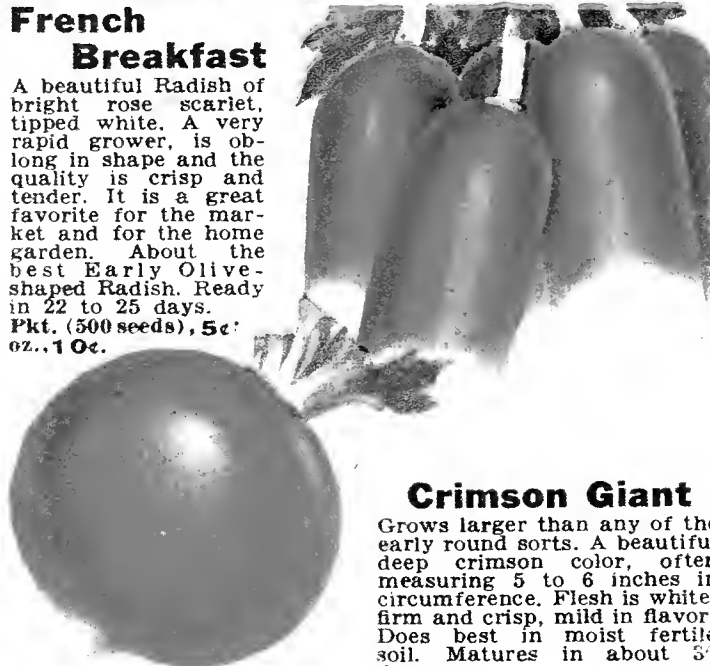 French
Breakfast
A beautiful Radish of
bright rose scarlet,
tipped white. A very
rapid grower, is ob-
long in shape and the
quality is crisp and
tender. It is a great
favorite for the mar-
ket and for the home
garden. About the
best Early Olive-
shaped Radish. Ready
in 22 to 25 days.
Pkt. (500 seeds), 5¢;
oz., 10¢.
Crimson Giant
Grows larger than any of the
early round sorts. A beautiful
deep crimson color, often
measuring 5 to 6 inches in
circumference. Flesh is white,
firm and crisp, mild in flavor.
Does best in moist fertile
soil. Matures in about